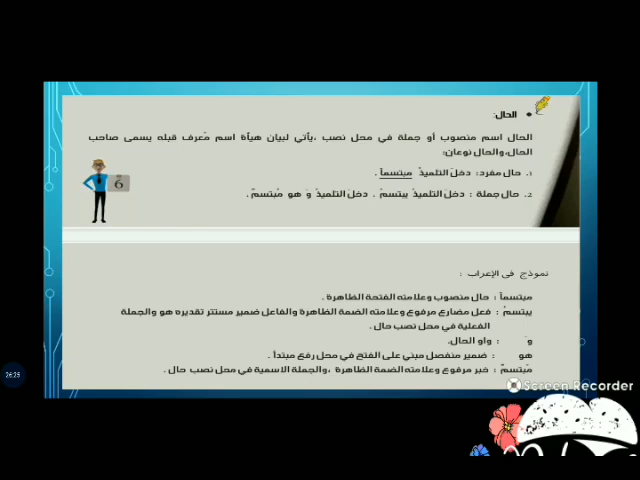 الحال:
الحال اسم منصوب أو جملة في محل نصب ،يأتي لبيان هيأة اسم مَعرف قبله يسمى صاحب
الحال،والحال نوعان:
1. حال مفرد: دخلَ التلميذُ مبتسماً .
2. حال جملة : دخلَ التلميذُ يبتسمُ . دخلَ التلميذُ وَ هو مُبتسمٌ .
6
نموذج في الإعراب :
مبتسماً : حال منصوب وعلامته الفتحة الظاهرة .
يبتسمُ : فعل مضارع مرفوع وعلامته الضمة الظاهرة والفاعل ضمير مستتر تقديره هو والجملة
الفعلية في محل نصب حال .
و : واو الحال.
هو : ضمير منفصل مبني على الفتح في محل رفع مبتدأ .
مُبتسمٌ : خبر مرفوع وعلامته الضمة الظاهرة ،والجملة الاسمية في محل نصب حال .
26:25
Screen Recorder